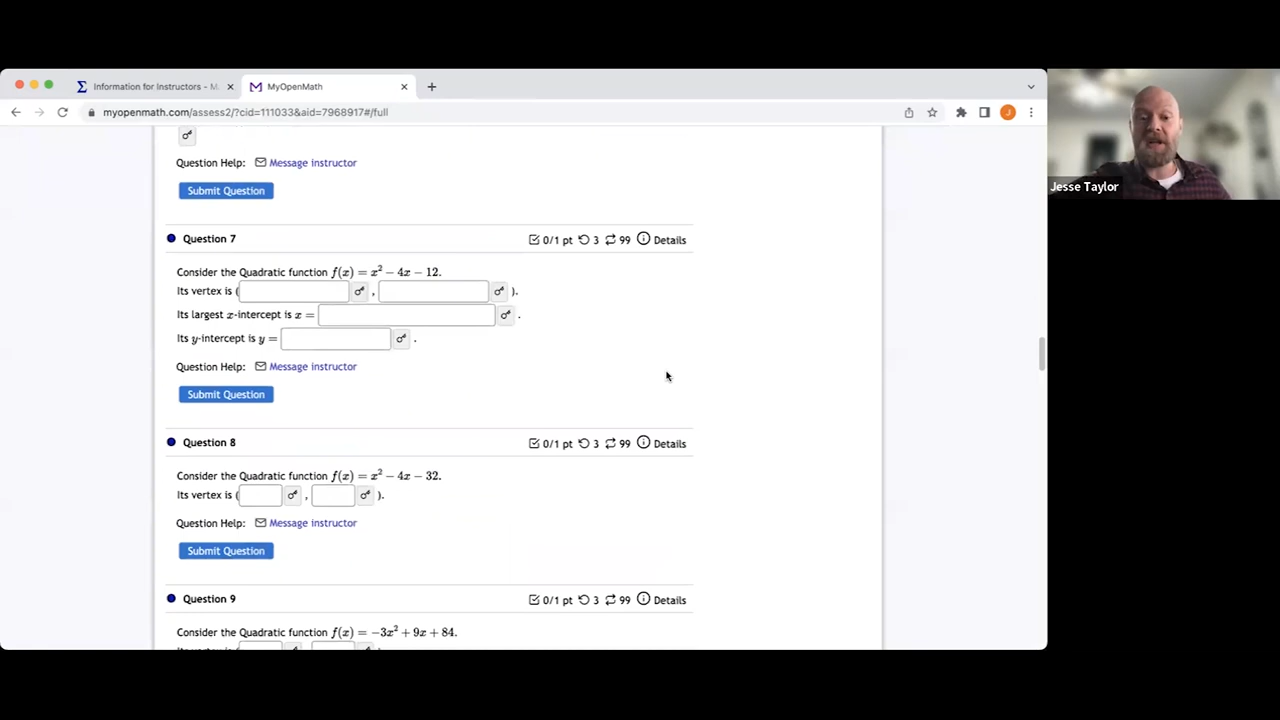 Information for Instructors - M
MyOpenMath
myopenmath.com/assess2/?cid=111033&aid=7968917#/full
J
Jesse Taylor
Question Help: Message instructor
Submit Question
Question 7
0/1 pt 3 99 Details
Consider the Quadratic function f(x) = x² − 4x − 12.
Its vertex is ( , ).
Its largest x-intercept is x = .
Its y-intercept is y = .
Question Help: Message instructor
Submit Question
Question 8
0/1 pt 3 99 Details
Consider the Quadratic function f(x) = x² − 4x − 32.
Its vertex is ( , ).
Question Help: Message instructor
Submit Question
Question 9
0/1 pt 3 99 Details
Consider the Quadratic function f(x) = −3x² + 9x + 84.